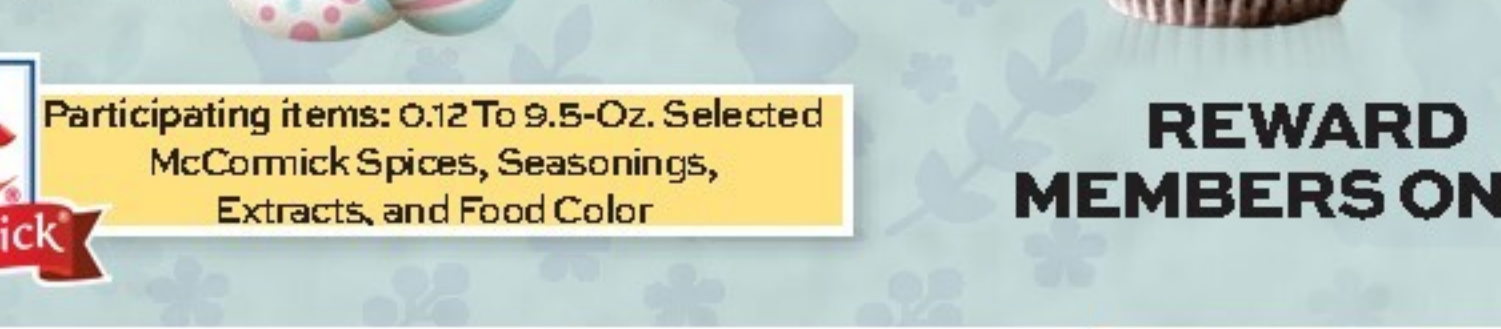 Participating items: 0.12 To 9.5-Oz. Selected
McCormick Spices, Seasonings,
Extracts, and Food Color
ick®
REWARD
MEMBERS ON